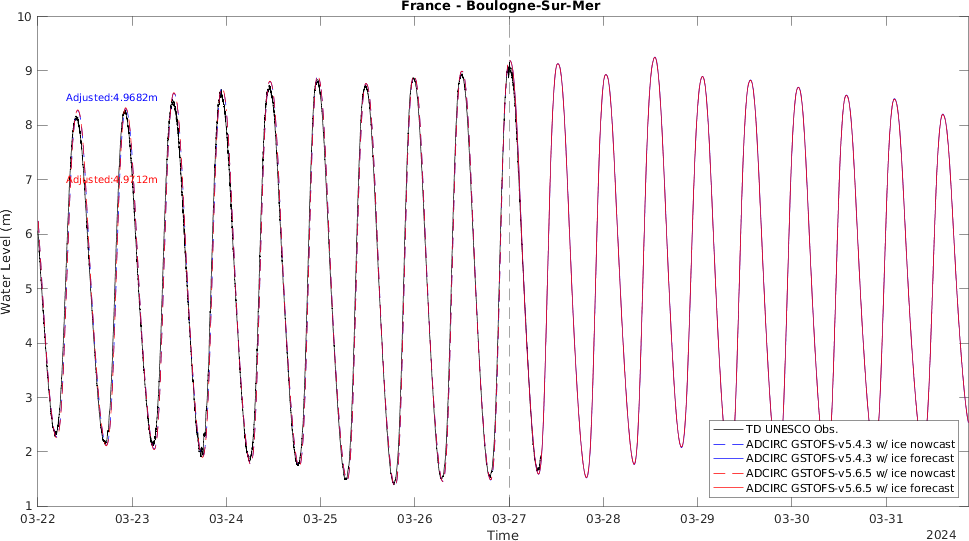 France - Boulogne-Sur-Mer
10
9
8
7
6
5
4
3
2
1
Water Level (m)
Adjusted:4.9682m
Adjusted:4.9712m
TD UNESCO Obs.
ADCIRC GSTOFS-v5.4.3 w/ ice nowcast
ADCIRC GSTOFS-v5.4.3 w/ ice forecast
ADCIRC GSTOFS-v5.6.5 w/ ice nowcast
ADCIRC GSTOFS-v5.6.5 w/ ice forecast
03-22 03-23 03-24 03-25 03-26 03-27 03-28 03-29 03-30 03-31
Time
2024